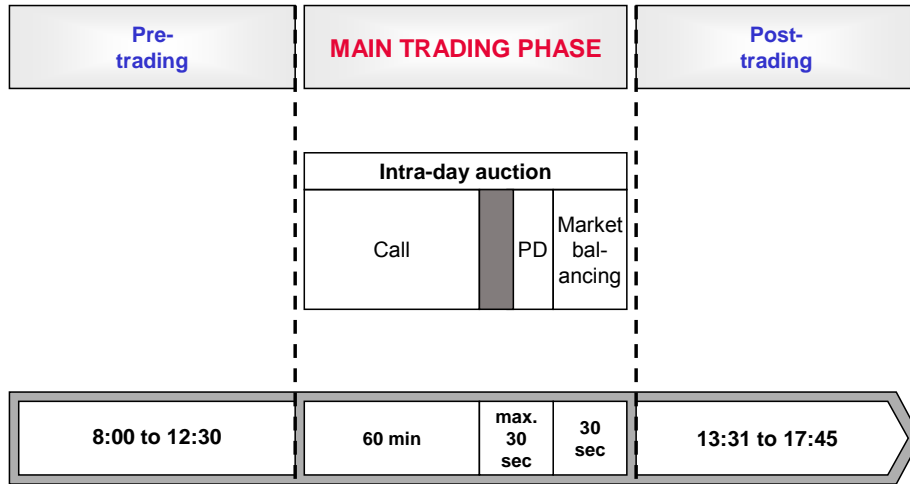 Pre-
trading
MAIN TRADING PHASE
Post-
trading
Intra-day auction
Call
PD
Market
bal-
ancing
8:00 to 12:30
60 min
max.
30
sec
30
sec
13:31 to 17:45